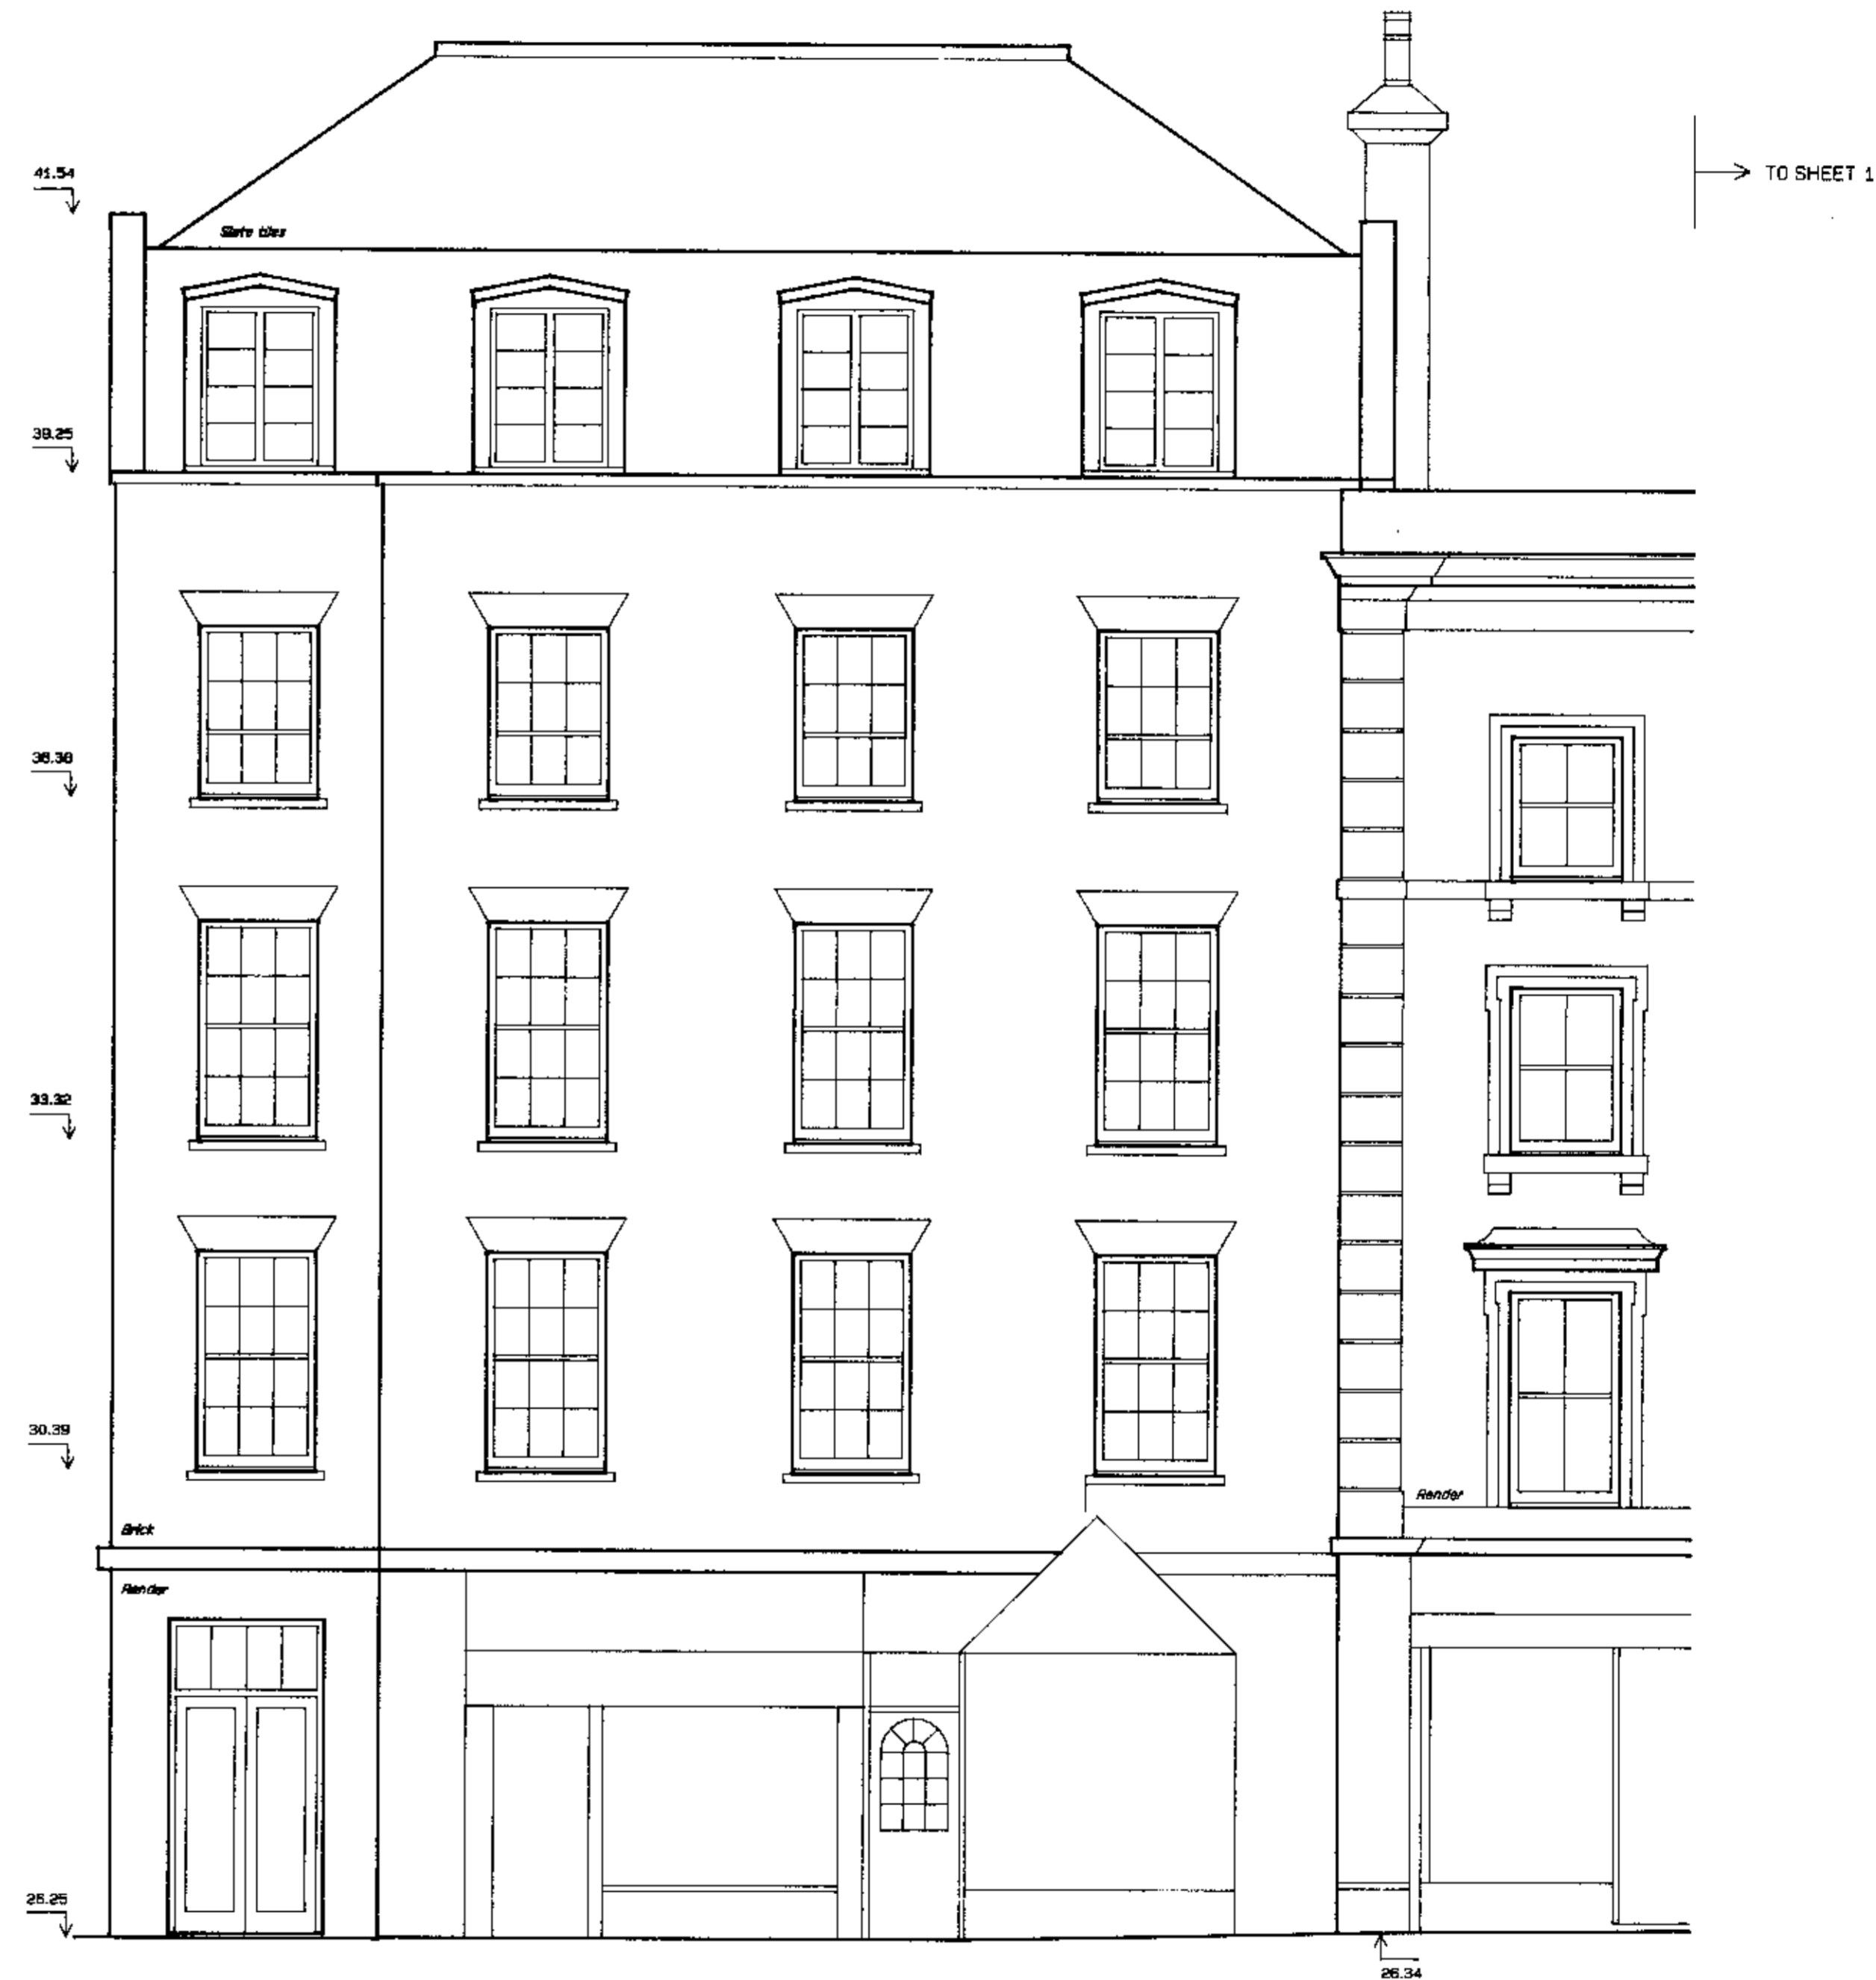 41.54
TO SHEET 1
Slate tiles
39.25
36.38
33.32
30.39
Render
Brick
Render
26.25
26.34